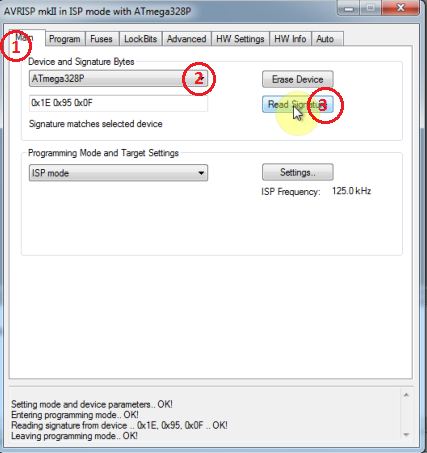 AVRISP mkII in ISP mode with ATmega328P
Main Program Fuses LockBits Advanced HW Settings HW Info Auto
1
Device and Signature Bytes
ATmega328P 2 Erase Device
0x1E 0x95 0x0F Read Signature 3
Signature matches selected device
Programming Mode and Target Settings
ISP mode Settings..
ISP Frequency: 125.0 kHz
Setting mode and device parameters.. OK!
Entering programming mode.. OK!
Reading signature from device .. 0x1E, 0x95, 0x0F .. OK!
Leaving programming mode.. OK!